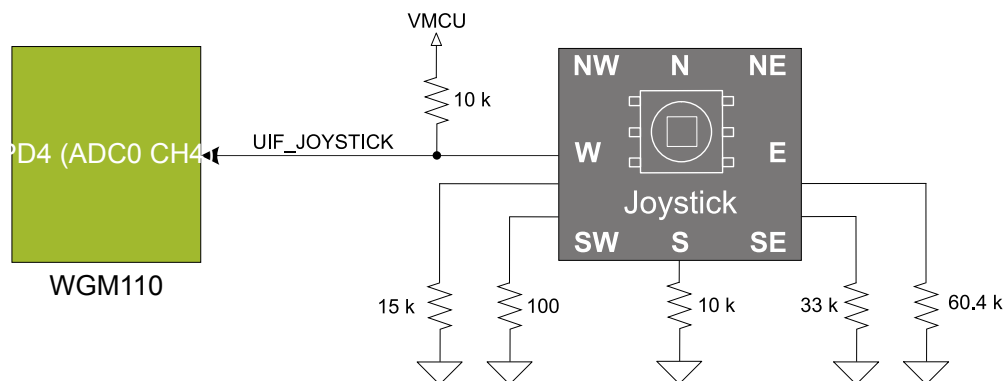 VMCU
10 k
UIF_JOYSTICK
PD4 (ADC0 CH4)
WGM110
NW N NE
W E
Joystick
SW S SE
15 k 100 10 k 33 k 60.4 k